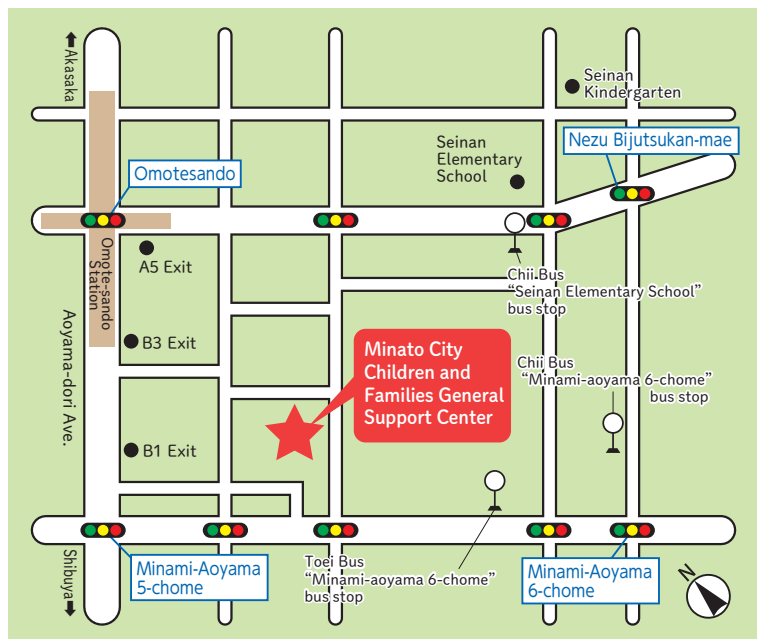 Akasaka
Seinan
Kindergarten
Seinan
Elementary
School
Nezu Bijutsukan-mae
Omotesando
Omote-sando
Station
A5 Exit
Chii Bus
“Seinan Elementary School”
bus stop
Aoyama-dori Ave.
B3 Exit
Minato City
Children and
Families General
Support Center
Chii Bus
“Minami-aoyama 6-chome”
bus stop
B1 Exit
Shibuya
Minami-Aoyama
5-chome
Toei Bus
“Minami-aoyama 6-chome”
bus stop
Minami-Aoyama
6-chome
N